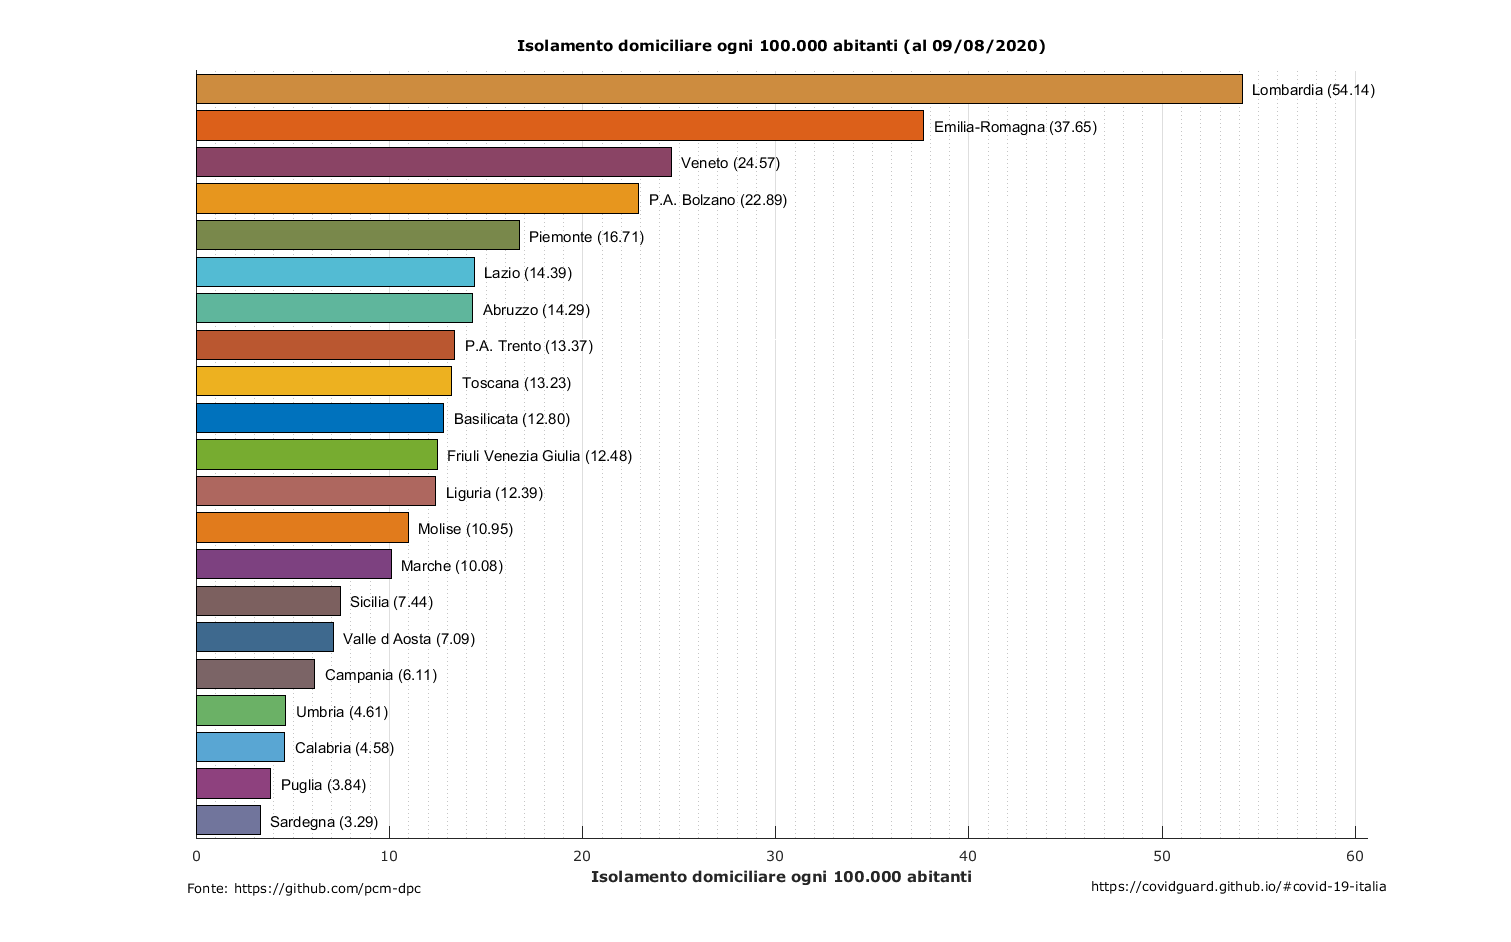 Isolamento domiciliare ogni 100.000 abitanti (al 09/08/2020)
Lombardia (54.14)
Emilia-Romagna (37.65)
Veneto (24.57)
P.A. Bolzano (22.89)
Piemonte (16.71)
Lazio (14.39)
Abruzzo (14.29)
P.A. Trento (13.37)
Toscana (13.23)
Basilicata (12.80)
Friuli Venezia Giulia (12.48)
Liguria (12.39)
Molise (10.95)
Marche (10.08)
Sicilia (7.44)
Valle d Aosta (7.09)
Campania (6.11)
Umbria (4.61)
Calabria (4.58)
Puglia (3.84)
Sardegna (3.29)
0 10 20 30 40 50 60
Isolamento domiciliare ogni 100.000 abitanti
Fonte: https://github.com/pcm-dpc
https://covidguard.github.io/#covid-19-italia